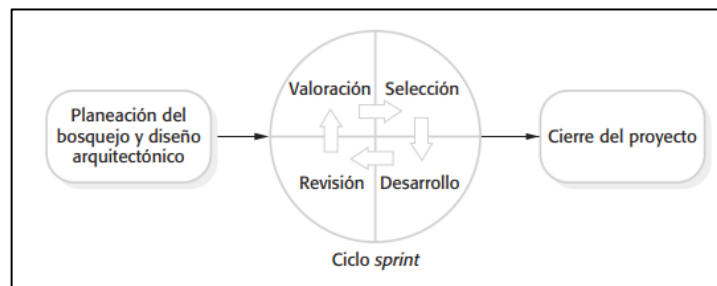 Planeación del
bosquejo y diseño
arquitectónico
Valoración
Selección
Revisión
Desarrollo
Ciclo sprint
Cierre del proyecto